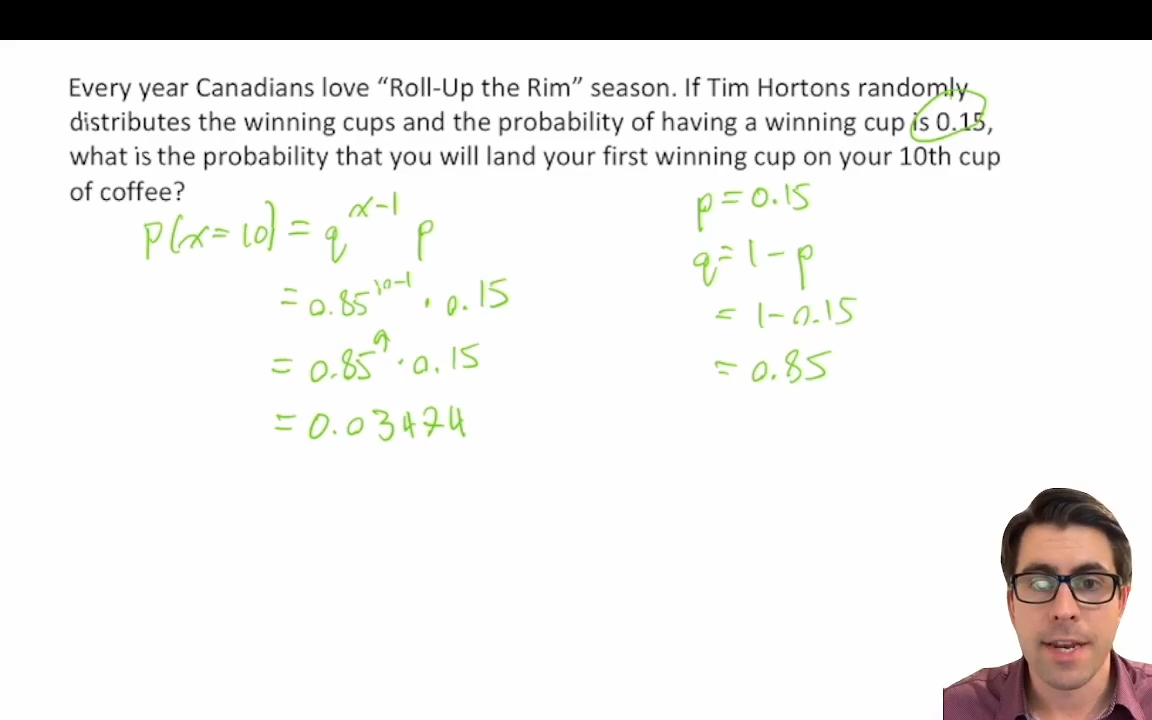 Every year Canadians love “Roll-Up the Rim” season. If Tim Hortons randomly
distributes the winning cups and the probability of having a winning cup is 0.15,
what is the probability that you will land your first winning cup on your 10th cup
of coffee?
P(x=10) = q^{x-1} p
= 0.85^{10-1} · 0.15
= 0.85^9 · 0.15
= 0.03474
p = 0.15
q = 1 - p
= 1 - 0.15
= 0.85